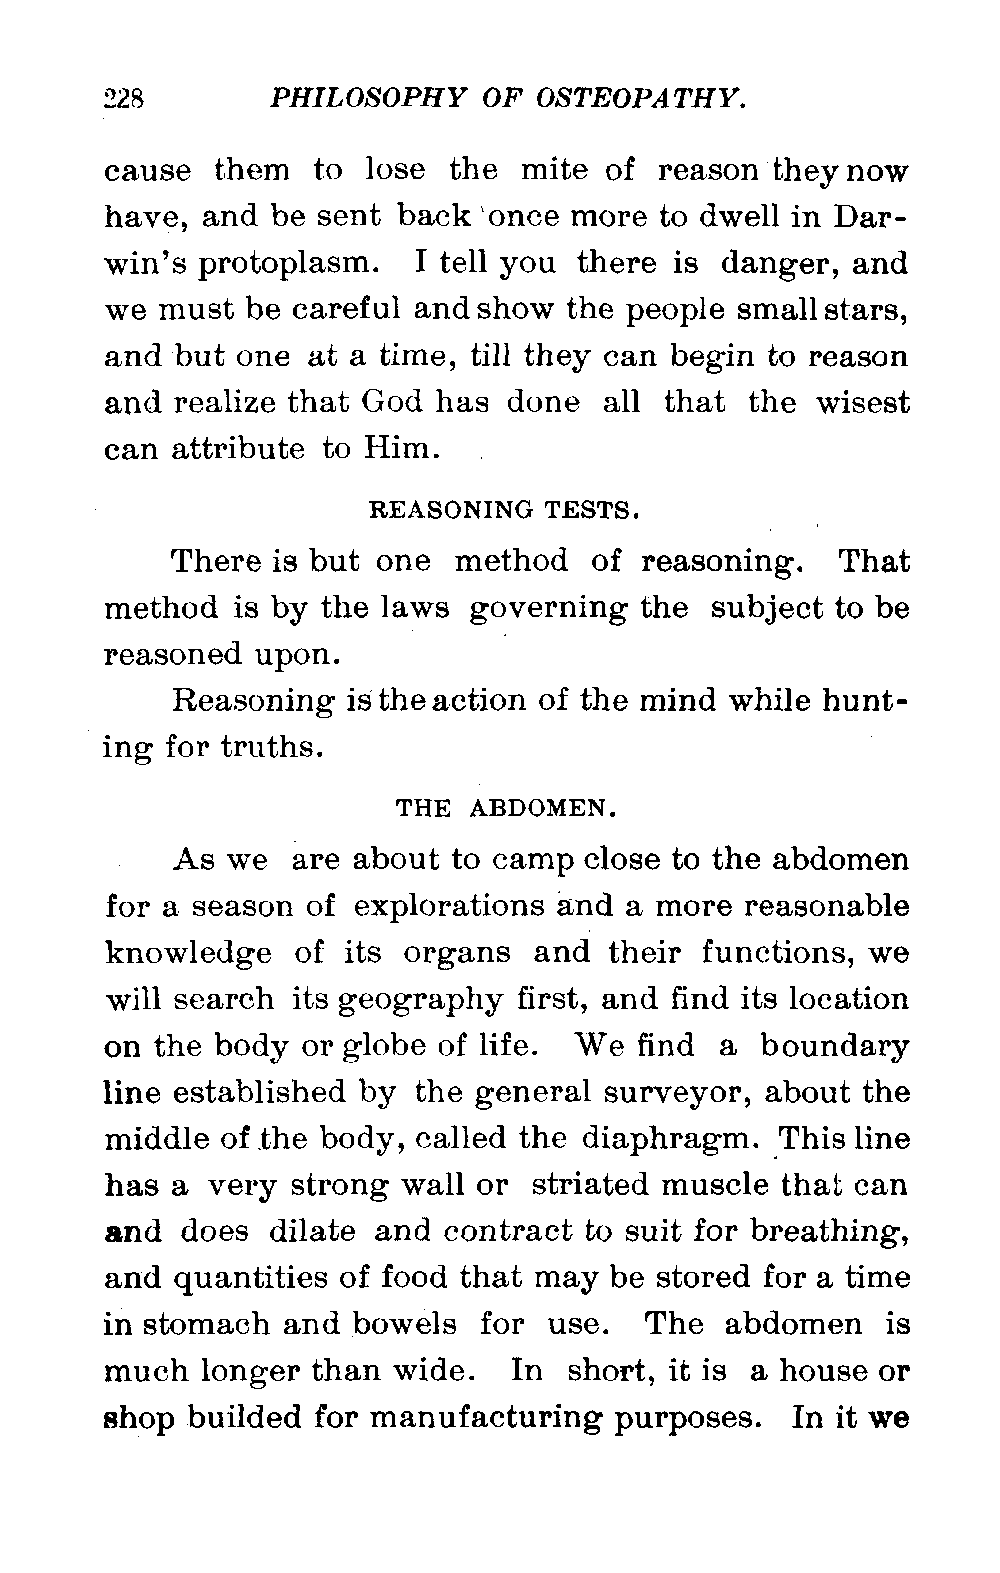 228 PHILOSOPHY OF OSTEOPATHY.
cause them to lose the mite of reason they now
have, and be sent back once more to dwell in Dar-
win's protoplasm. I tell you there is danger, and
we must be careful and show the people small stars,
and but one at a time, till they can begin to reason
and realize that God has done all that the wisest
can attribute to Him.
REASONING TESTS.
There is but one method of reasoning. That
method is by the laws governing the subject to be
reasoned upon.
Reasoning is the action of the mind while hunt-
ing for truths.
THE ABDOMEN.
As we are about to camp close to the abdomen
for a season of explorations and a more reasonable
knowledge of its organs and their functions, we
will search its geography first, and find its location
on the body or globe of life. We find a boundary
line established by the general surveyor, about the
middle of the body, called the diaphragm. This line
has a very strong wall or striated muscle that can
and does dilate and contract to suit for breathing,
and quantities of food that may be stored for a time
in stomach and bowels for use. The abdomen is
much longer than wide. In short, it is a house or
shop builded for manufacturing purposes. In it we